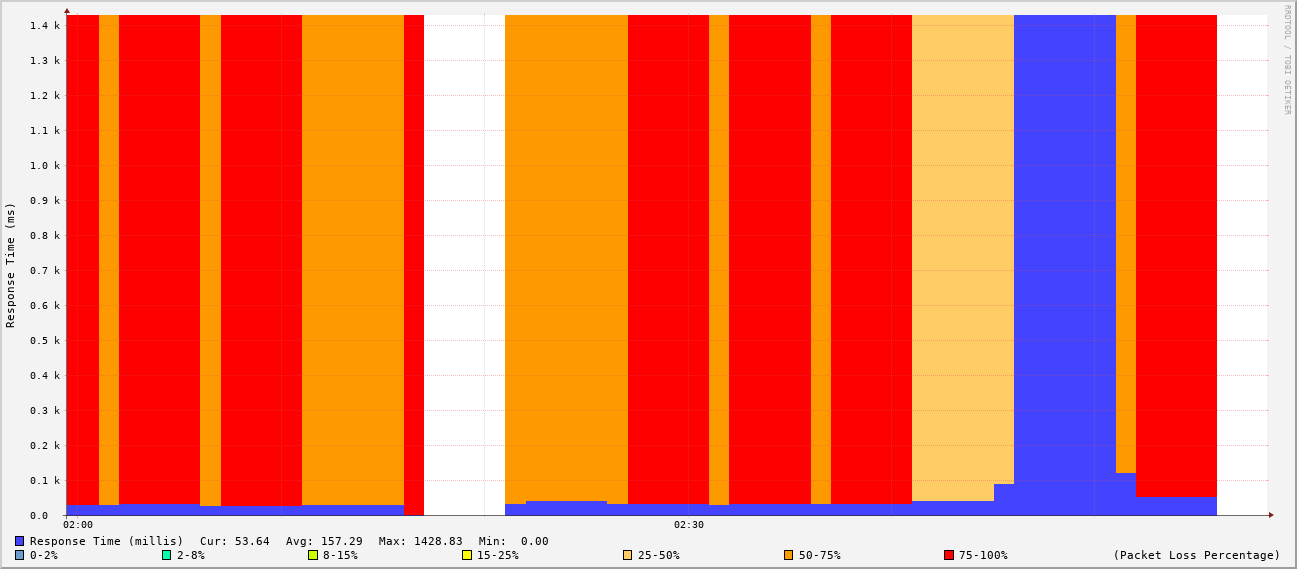 RRDTOOL / TOBI OETIKER
Response Time (ms)
1.4 k
1.3 k
1.2 k
1.1 k
1.0 k
0.9 k
0.8 k
0.7 k
0.6 k
0.5 k
0.4 k
0.3 k
0.2 k
0.1 k
0.0
02:00 02:30
Response Time (millis) Cur: 53.64 Avg: 157.29 Max: 1428.83 Min: 0.00
0-2% 2-8% 8-15% 15-25% 25-50% 50-75% 75-100% (Packet Loss Percentage)